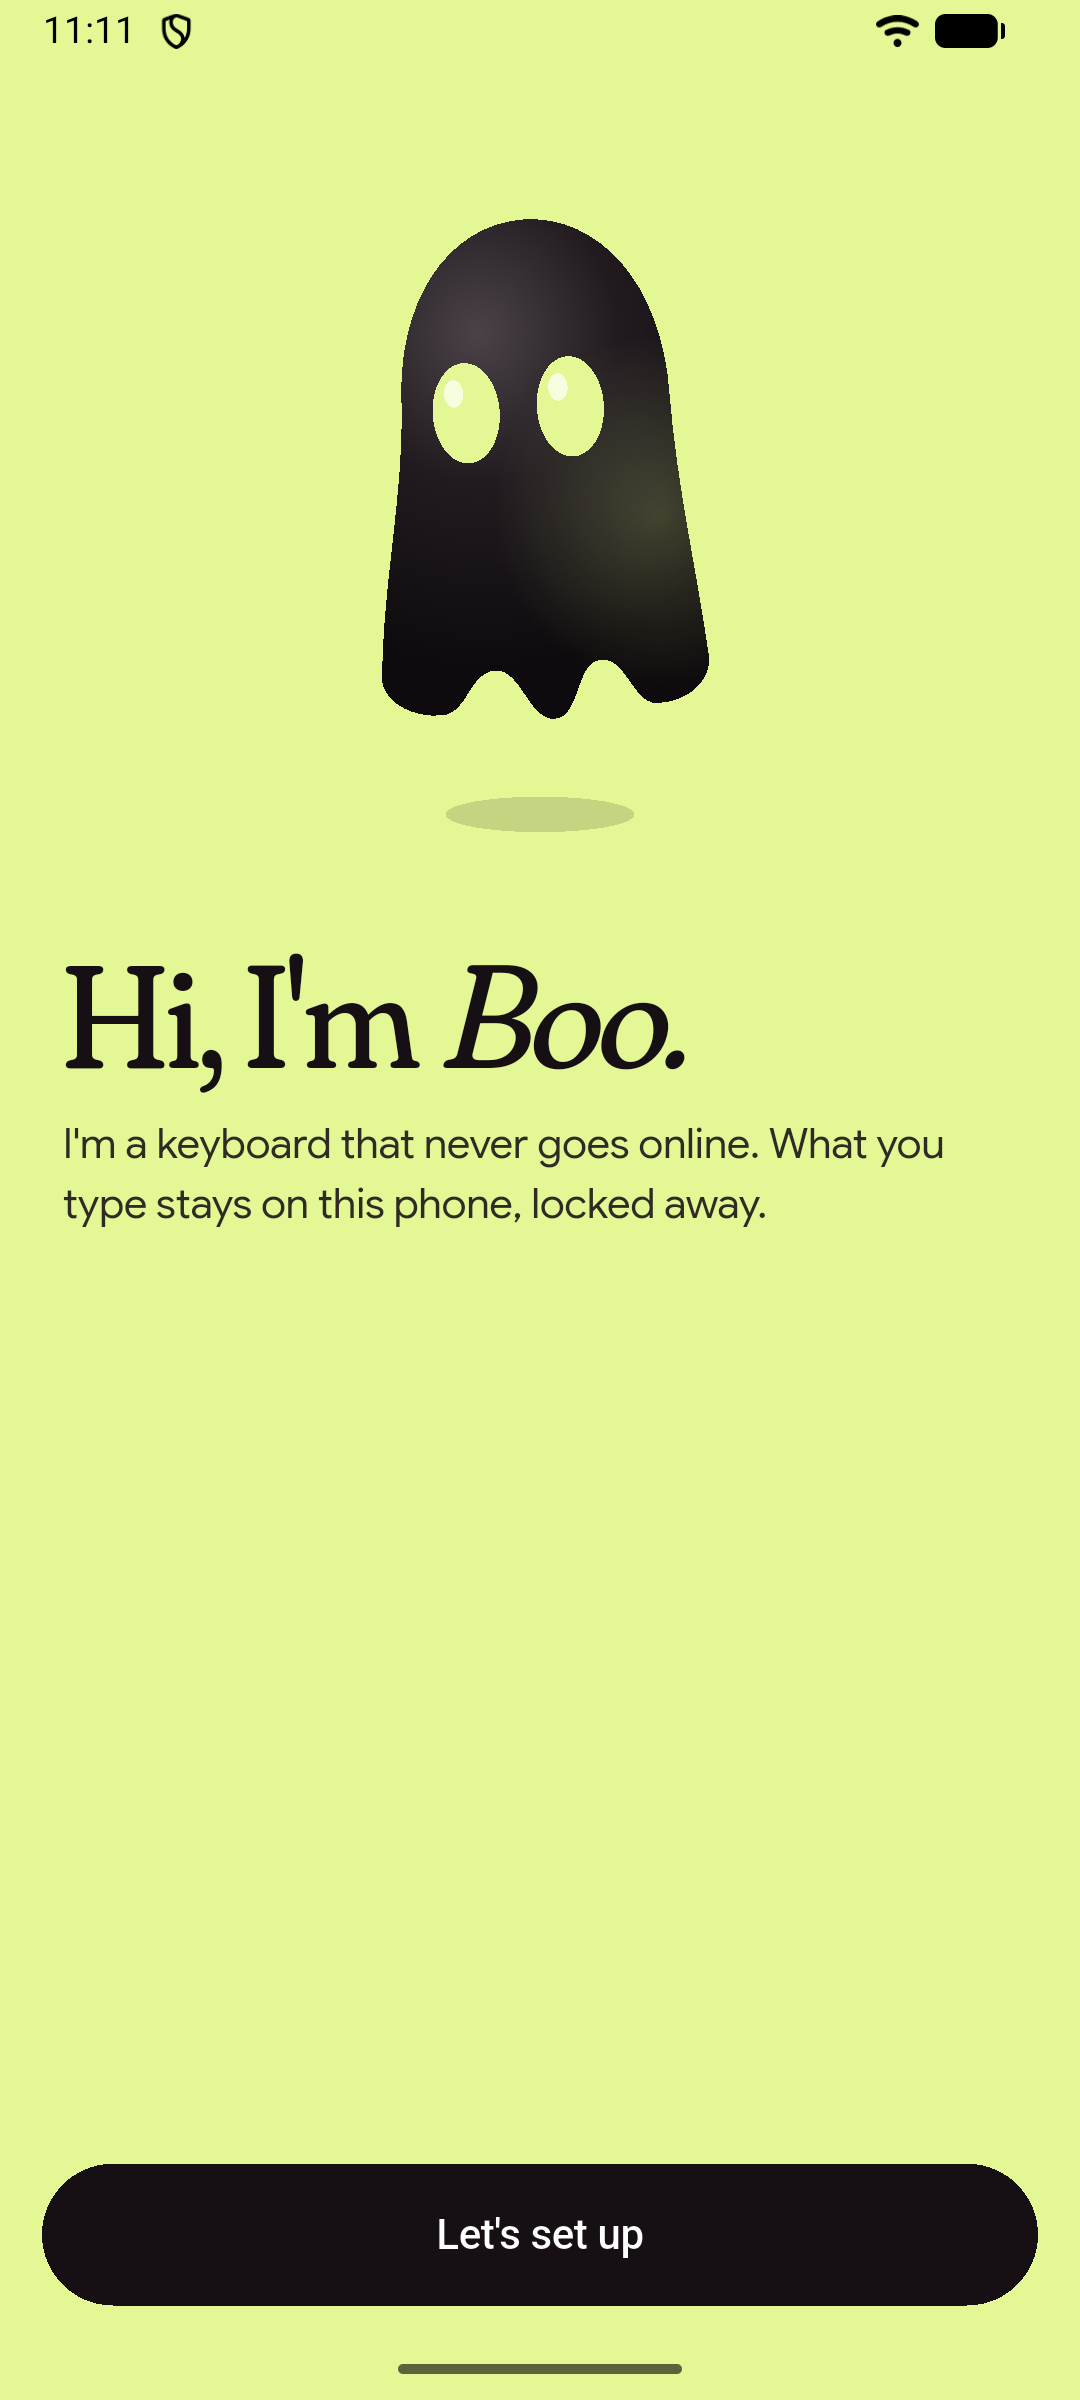 11:11
Hi, I'm Boo.
I'm a keyboard that never goes online. What you
type stays on this phone, locked away.
Let's set up